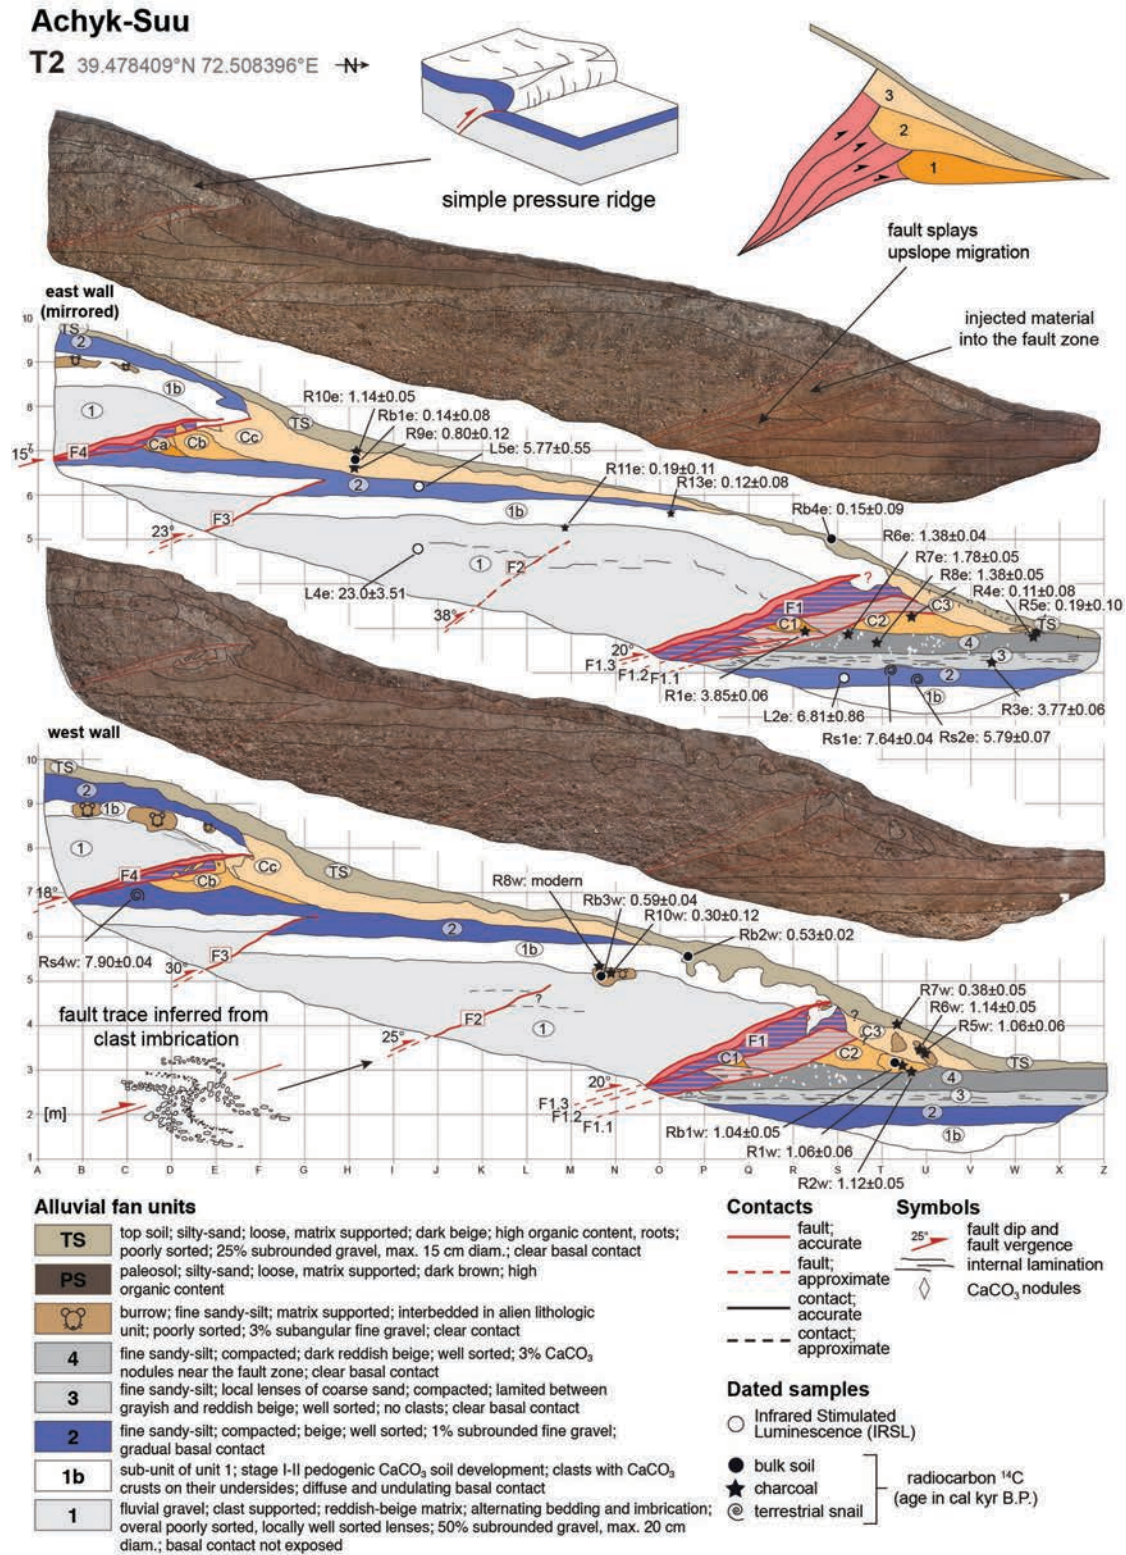 Achyk-Suu
T2 39.478409°N 72.508396°E N
simple pressure ridge
3
2
1
fault splays
upslope migration
injected material
into the fault zone
east wall
(mirrored)
10
9
8
7
6
5
TS
2
1b
1
Ca
Cb
Cc
TS
F4
15°
R10e: 1.14±0.05
Rb1e: 0.14±0.08
R9e: 0.80±0.12
L5e: 5.77±0.55
R11e: 0.19±0.11
R13e: 0.12±0.08
2
1b
F3
23°
1
F2
38°
L4e: 23.0±3.51
Rb4e: 0.15±0.09
R6e: 1.38±0.04
R7e: 1.78±0.05
R8e: 1.38±0.05
R4e: 0.11±0.08
R5e: 0.19±0.10
?
F1
C1
C2
C3
TS
4
3
2
1b
20°
F1.3
F1.2
F1.1
R1e: 3.85±0.06
L2e: 6.81±0.86
R3e: 3.77±0.06
Rs1e: 7.64±0.04 Rs2e: 5.79±0.07
west wall
10
9
8
7
6
5
4
3
2
1
[m]
TS
2
1b
1
F4
18°
Cb
Cc
TS
Rs4w: 7.90±0.04
F3
30°
R8w: modern
Rb3w: 0.59±0.04
R10w: 0.30±0.12
Rb2w: 0.53±0.02
2
1b
1
F2
?
25°
fault trace inferred from
clast imbrication
R7w: 0.38±0.05
R6w: 1.14±0.05
R5w: 1.06±0.06
?
F1
C1
C2
C3
TS
4
3
2
1b
20°
F1.3
F1.2
F1.1
Rb1w: 1.04±0.05
R1w: 1.06±0.06
R2w: 1.12±0.05
A B C D E F G H I J K L M N O P Q R S T U V W X Z
Alluvial fan units
TS
top soil; silty-sand; loose, matrix supported; dark beige; high organic content, roots;
poorly sorted; 25% subrounded gravel, max. 15 cm diam.; clear basal contact
PS
paleosol; silty-sand; loose, matrix supported; dark brown; high
organic content
burrow; fine sandy-silt; matrix supported; interbedded in alien lithologic
unit; poorly sorted; 3% subangular fine gravel; clear contact
4
fine sandy-silt; compacted; dark reddish beige; well sorted; 3% CaCO₃
nodules near the fault zone; clear basal contact
3
fine sandy-silt; local lenses of coarse sand; compacted; lamited between
grayish and reddish beige; well sorted; no clasts; clear basal contact
2
fine sandy-silt; compacted; beige; well sorted; 1% subrounded fine gravel;
gradual basal contact
1b
sub-unit of unit 1; stage I-II pedogenic CaCO₃ soil development; clasts with CaCO₃
crusts on their undersides; diffuse and undulating basal contact
1
fluvial gravel; clast supported; reddish-beige matrix; alternating bedding and imbrication;
overal poorly sorted, locally well sorted lenses; 50% subrounded gravel, max. 20 cm
diam.; basal contact not exposed
Contacts
fault;
accurate
fault;
approximate
contact;
accurate
contact;
approximate
Symbols
25°
fault dip and
fault vergence
internal lamination
CaCO₃ nodules
Dated samples
Infrared Stimulated
Luminescence (IRSL)
bulk soil
charcoal
terrestrial snail
radiocarbon ¹⁴C
(age in cal kyr B.P.)